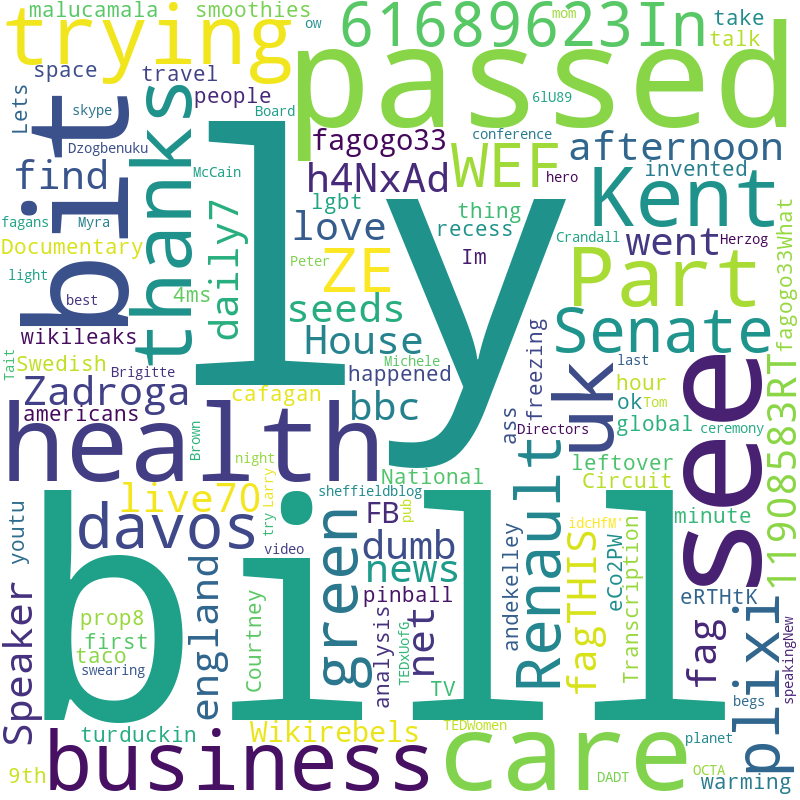 malucamala
smoothies
mom
ow
trying
61689623In
take
talk
passed
space
travel
people
Lets
skype
bit
Board
6lU89
thanks
fagogo33
conference
afternoon
Dzogbenuku
McCain
h4NxAd
WEF
hero
invented
find
ly
lgbt
thing
Kent
fagans
Myra
love
recess
Crandall
went
Herzog
Documentary
daily7
Peter
Im
Part
fagogo33What
light
best
4ms
ZE
seeds
wikileaks
House
Senate
Tait
Swedish
Brigitte
happened
Michele
freezing
last
see
Zadroga
cafagan
bbc
uk
hour
Tom
americans
ass
ok
global
ceremony
health
Brown
Directors
11908583RT
night
National
Renault
leftover
Circuit
live70
Larry
try
sheffieldblog
pub
idcHfM
minute
davos
FB
youtu
video
dumb
news
bill
green
net
andekelley
fagTHIS
eCo2PW
Transcription
eRTHtK
plixi
Speaker
england
prop8
first
taco
swearing
Courtney
pinball
analysis
TEDxUofG
TV
fag
speakingNew
begs
turduckin
Wikirebels
TEDWomen
planet
9th
business
care
DADT
OCTA
warming